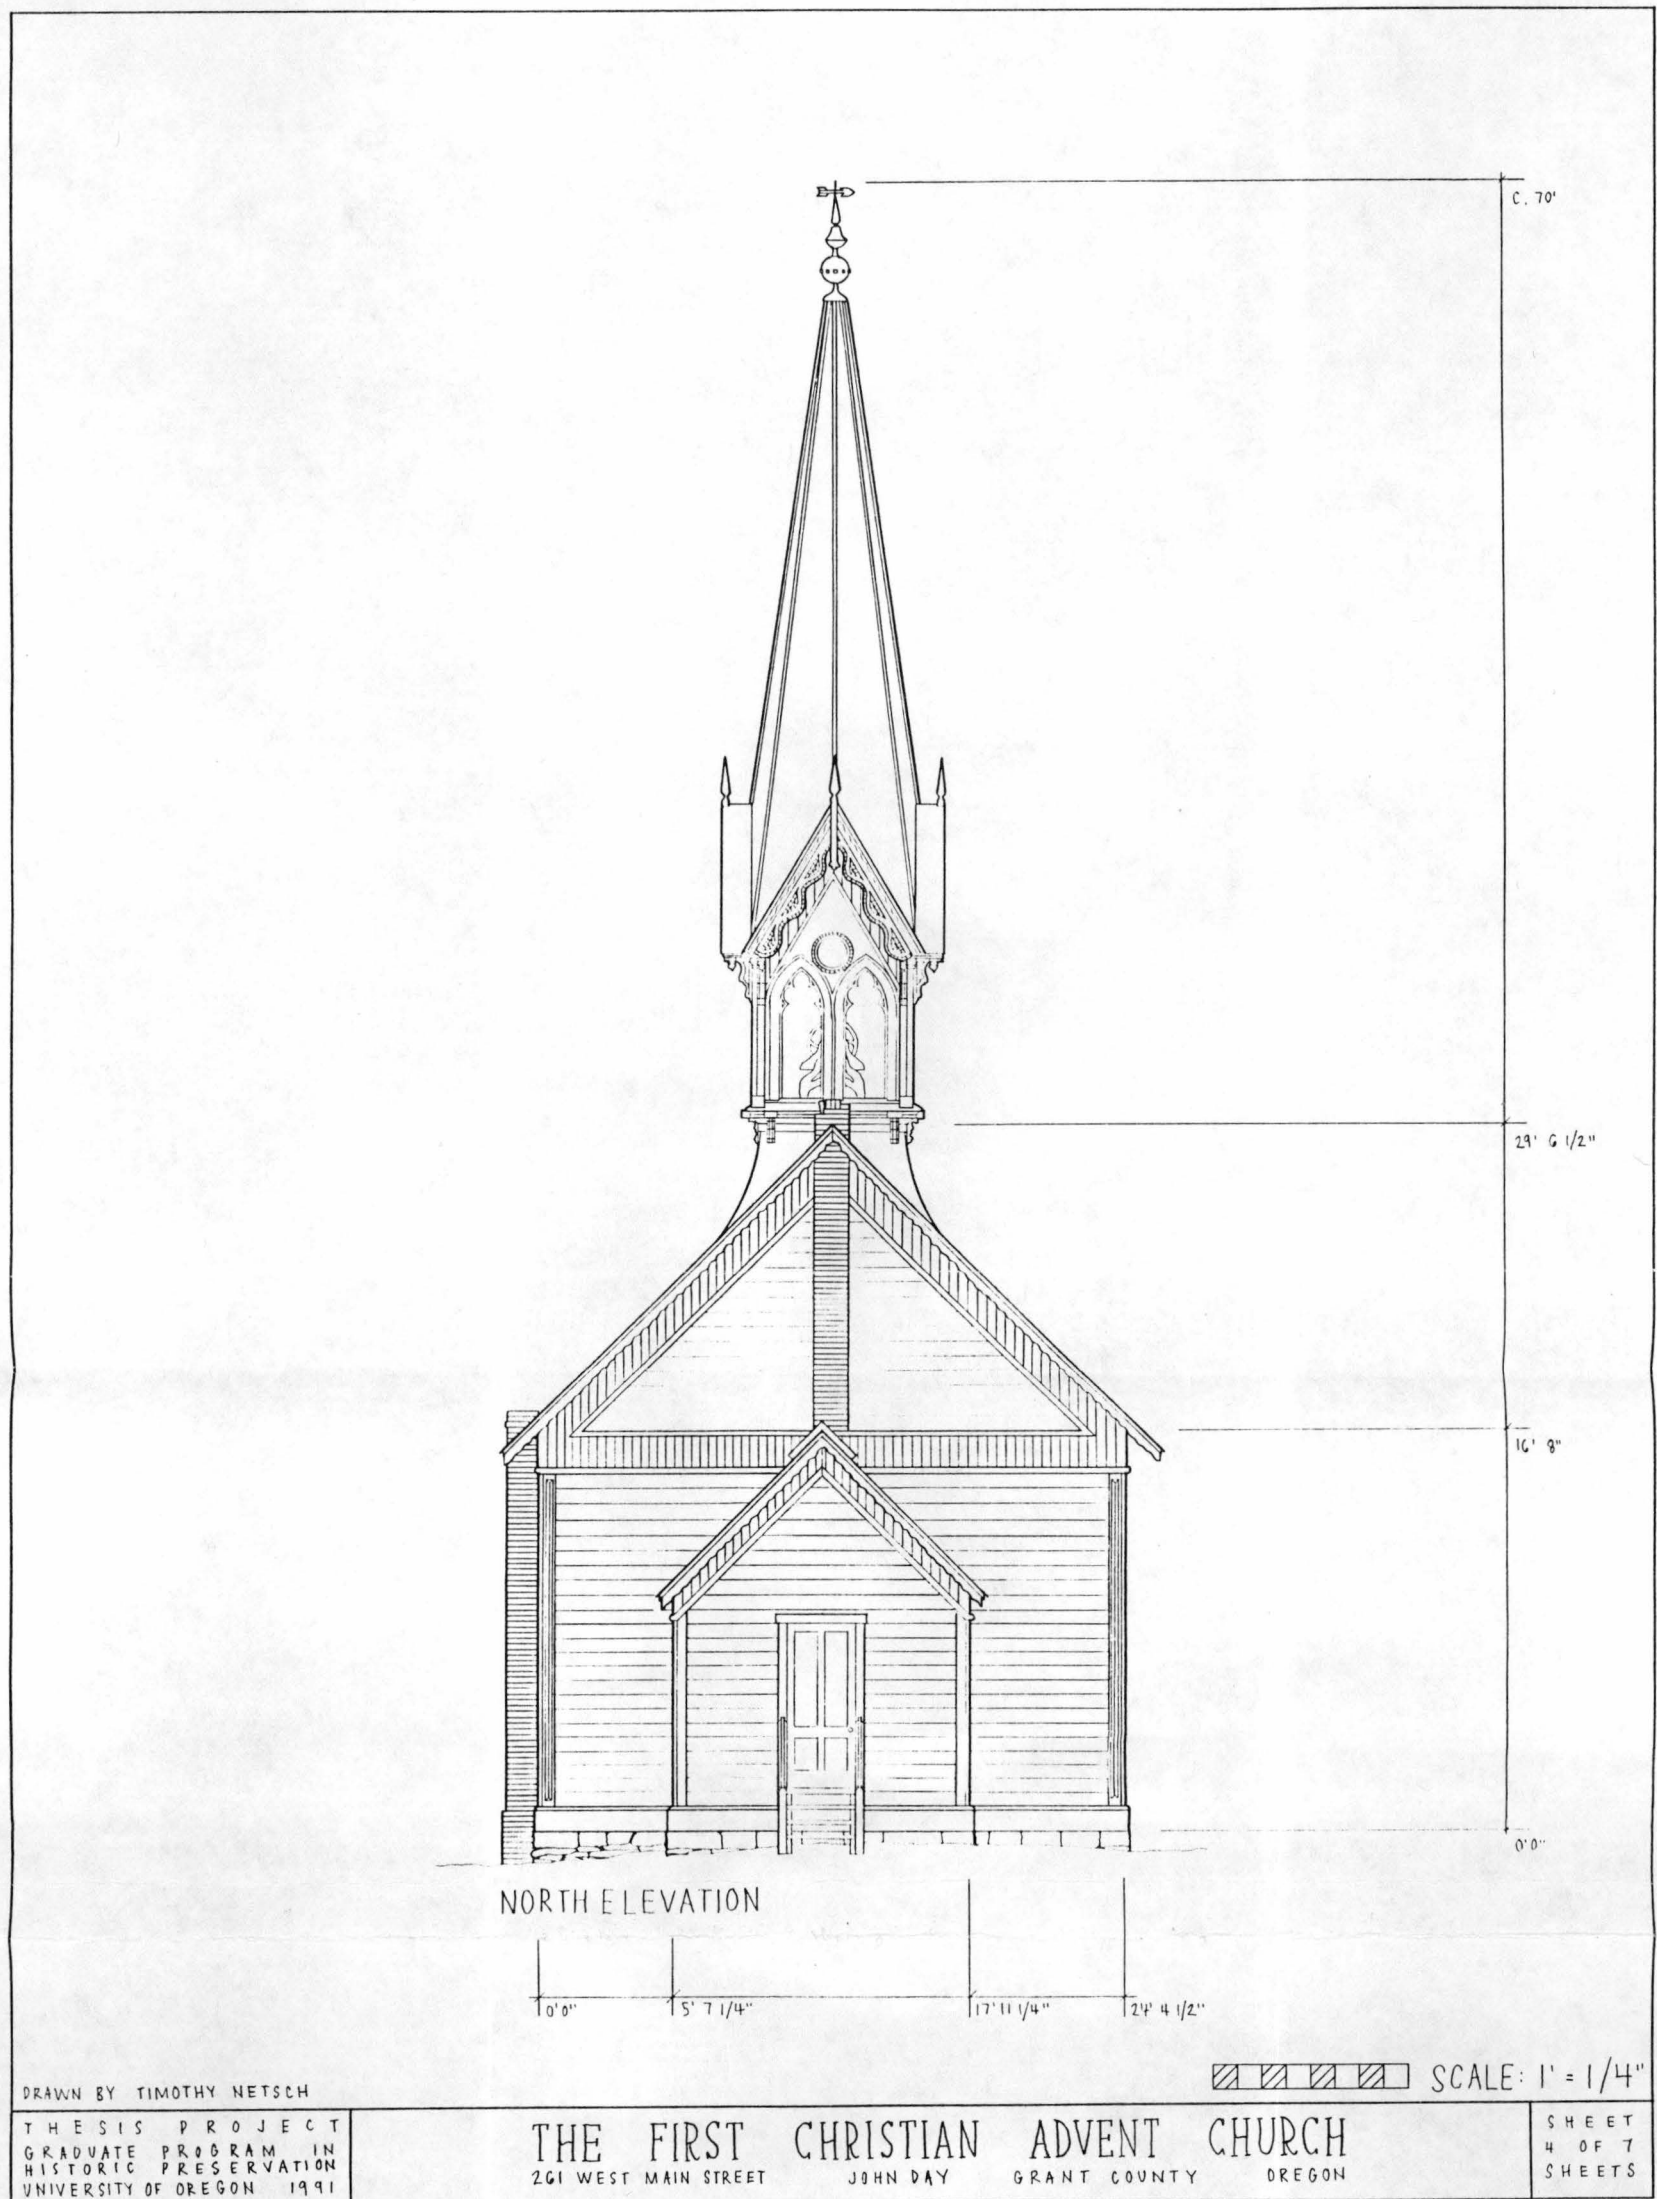 C. 70'
29' 6 1/2"
16' 8"
0'0"
NORTH ELEVATION
0'0" 5' 7 1/4" 17' 11 1/4" 24' 4 1/2"
SCALE: 1' = 1/4"
DRAWN BY TIMOTHY NETSCH
THESIS PROJECT
GRADUATE PROGRAM IN
HISTORIC PRESERVATION
UNIVERSITY OF OREGON 1991
THE FIRST CHRISTIAN ADVENT CHURCH
261 WEST MAIN STREET JOHN DAY GRANT COUNTY OREGON
SHEET
4 OF 7
SHEETS